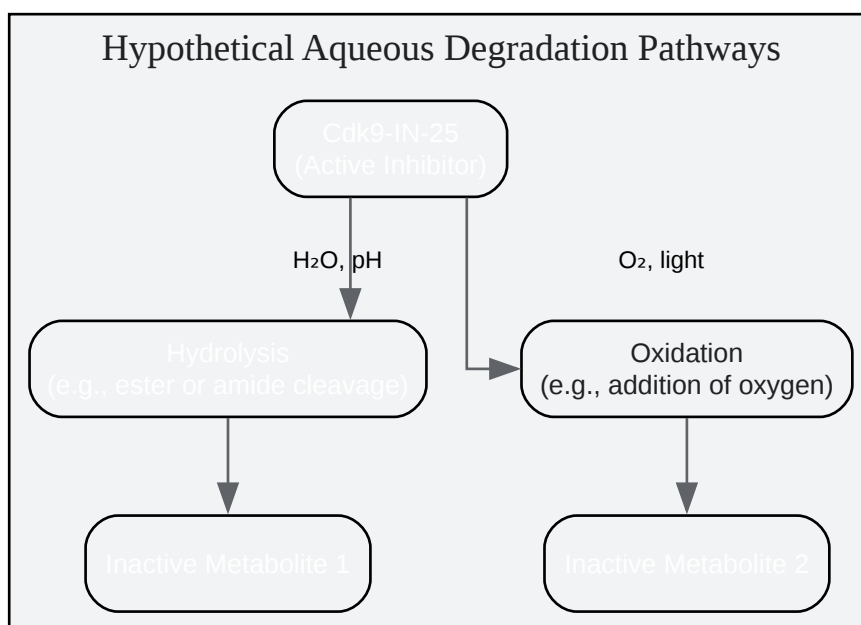 Hypothetical Aqueous Degradation Pathways
Cdk9-IN-25
(Active Inhibitor)
H₂O, pH
O₂, light
Hydrolysis
(e.g., ester or amide cleavage)
Oxidation
(e.g., addition of oxygen)
Inactive Metabolite 1
Inactive Metabolite 2